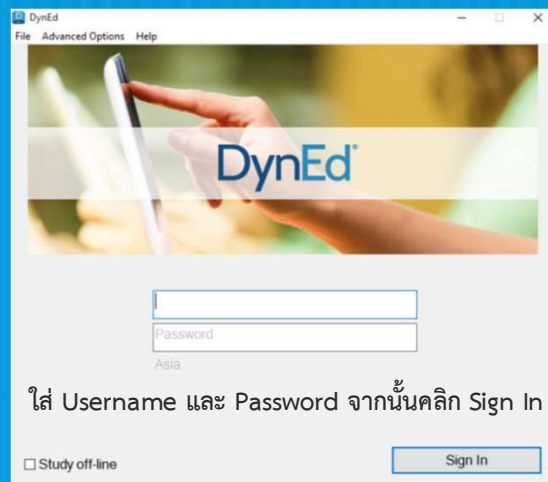 DynEd
File Advanced Options Help
DynEd
Password
Asia
ใส่ Username และ Password จากนั้นคลิก Sign In
Study off-line
Sign In